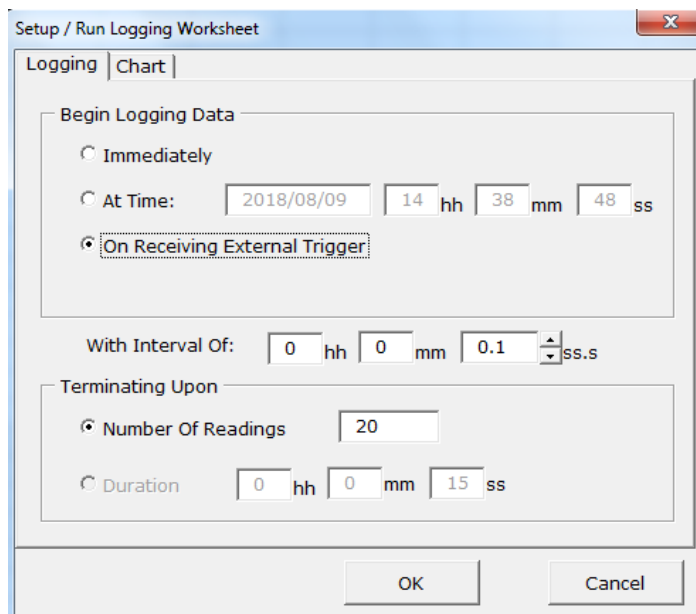 Setup / Run Logging Worksheet
x
Logging Chart
Begin Logging Data
Immediately
At Time: 2018/08/09 14 hh 38 mm 48 ss
On Receiving External Trigger
With Interval Of: 0 hh 0 mm 0.1 ss.s
Terminating Upon
Number Of Readings 20
Duration 0 hh 0 mm 15 ss
OK Cancel